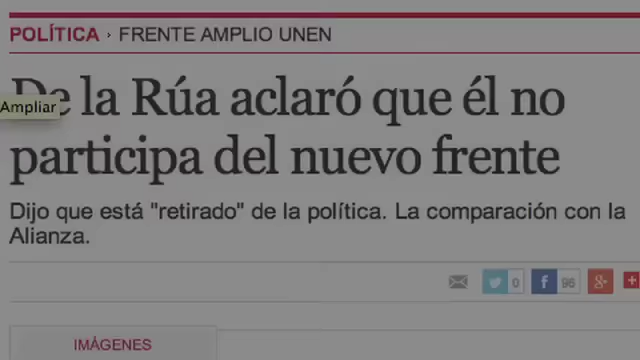 POLÍTICA › FRENTE AMPLIO UNEN
De la Rúa aclaró que él no
Ampliar
participa del nuevo frente
Dijo que está "retirado" de la política. La comparación con la
Alianza.
0
f 96
g+
+
IMÁGENES